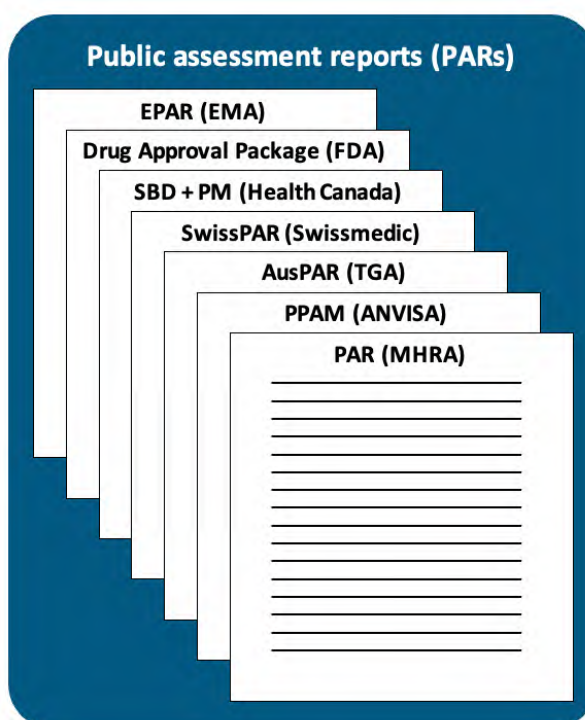 Public assessment reports (PARs)
EPAR (EMA)
Drug Approval Package (FDA)
SBD + PM (Health Canada)
SwissPAR (Swissmedic)
AusPAR (TGA)
PPAM (ANVISA)
PAR (MHRA)